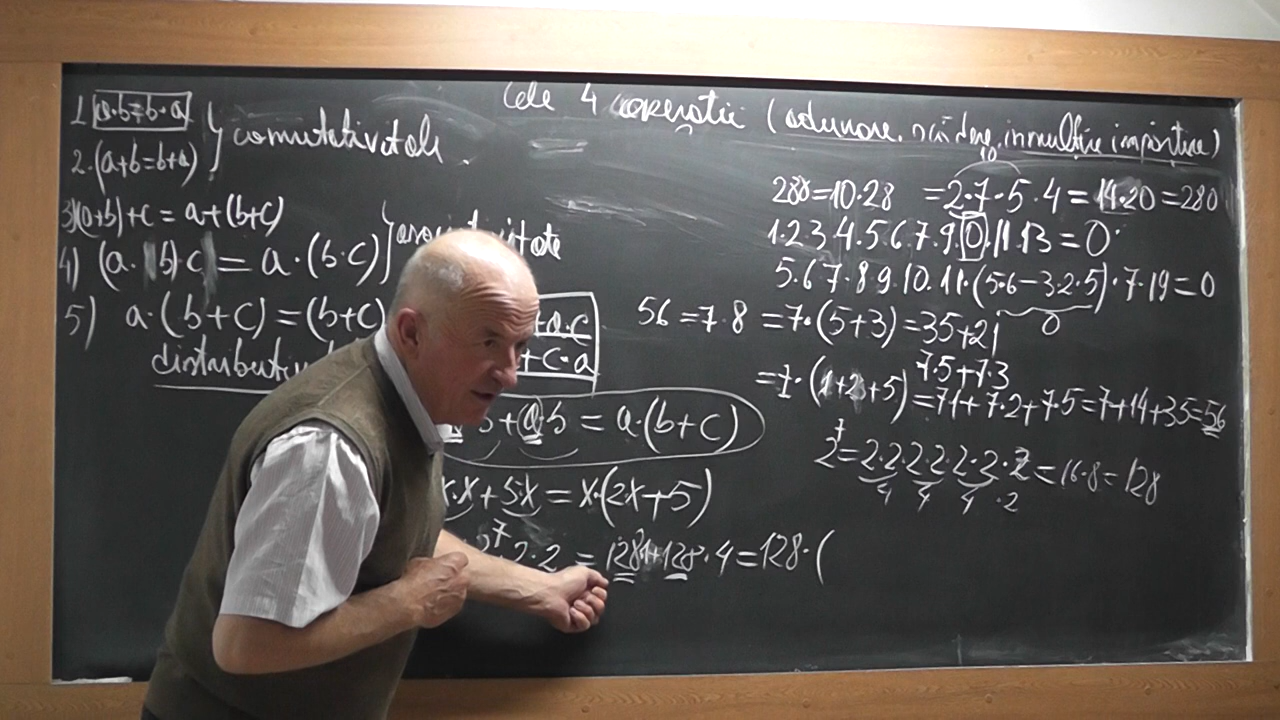 Cele 4 operații (adunare, scădere, înmulțire împărțire)
1. a·b=b·a
2. (a+b=b+a)
comutativitate
3) (a+b)+c = a+(b+c)
4) (a·b)·c = a·(b·c)
asociativitate
5) a·(b+c) = (b+c)
+a·c
+c·a
+a·b = a·(b+c)
x·x+5x = x·(2x+5)
2⁷ 2·2 = 128·1+128·4=128·(
10
288=10·28 =2·7·5·4=14·20=280
1·2·3·4·5·6·7·9·0·11·13=0
5·6·7·8·9·10·11·(5·6-3·2·5)·7·19=0
0
56=7·8 =7·(5+3)=35+21
7·5+7·3
=7·(1+2+5)=7·1+7·2+7·5=7+14+35=56
2⁷=2·2·2·2·2·2·2=16·8=128
4 4 4 ·2